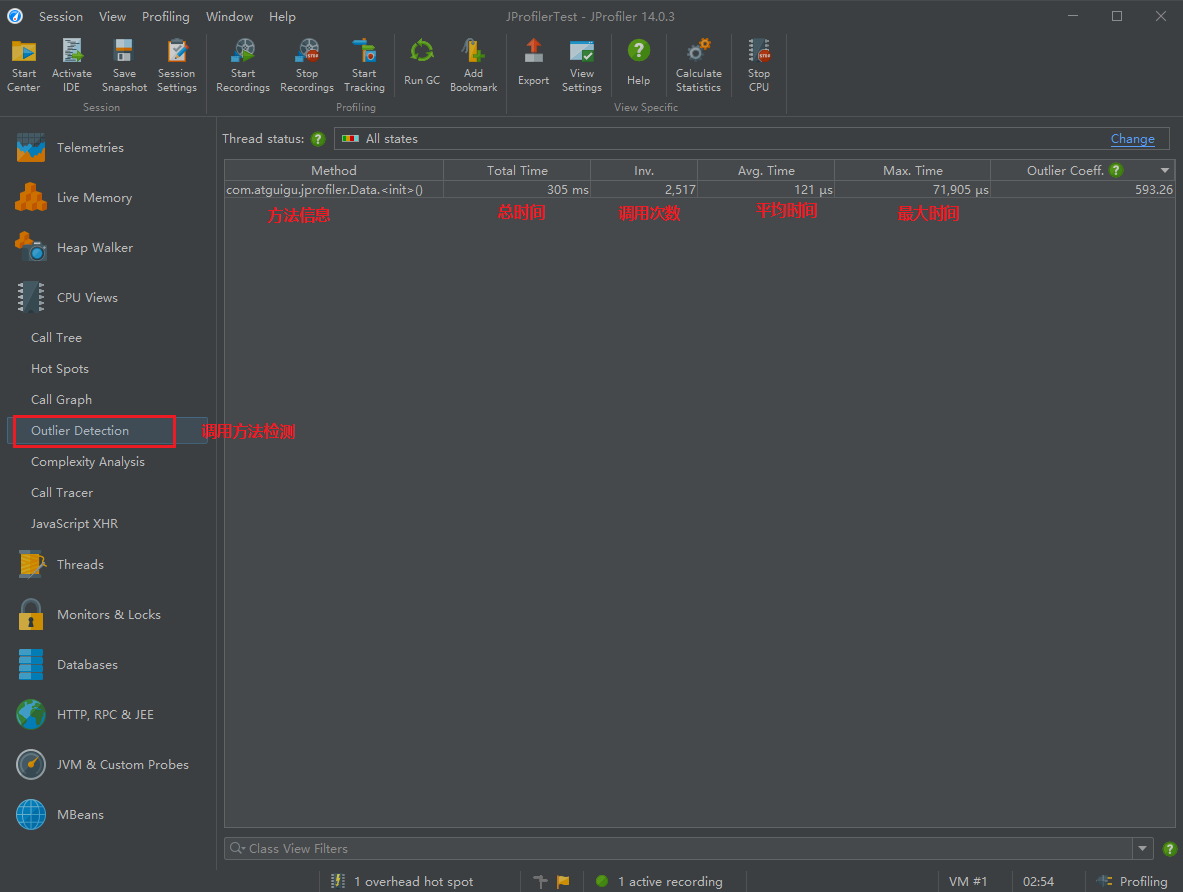 Session View Profiling Window Help JProfilerTest - JProfiler 14.0.3
Start Center
Activate IDE
Save Snapshot
Session Settings
Start Recordings
Stop Recordings
Start Tracking
Run GC
Add Bookmark
Export
View Settings
Help
Calculate Statistics
Stop CPU
Session Profiling View Specific
Telemetries
Live Memory
Heap Walker
CPU Views
Call Tree
Hot Spots
Call Graph
Outlier Detection
调用方法检测
Complexity Analysis
Call Tracer
JavaScript XHR
Threads
Monitors & Locks
Databases
HTTP, RPC & JEE
JVM & Custom Probes
MBeans
Thread status: ? All states Change
Method Total Time Inv. Avg. Time Max. Time Outlier Coeff. ?
com.atguigu.jprofiler.Data.<init>() 305 ms 2,517 121 µs 71,905 µs 593.26
方法信息 总时间 调用次数 平均时间 最大时间
Class View Filters ?
1 overhead hot spot 1 active recording VM #1 02:54 Profiling